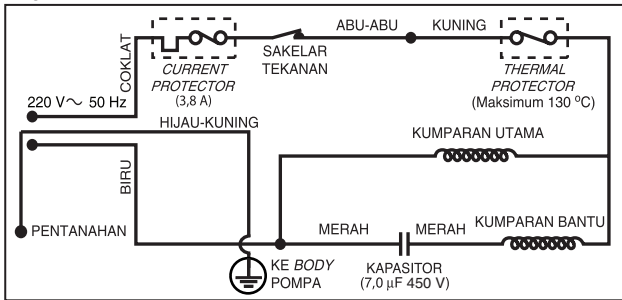 ABU-ABU
KUNING
COKLAT
CURRENT
PROTECTOR
(3,8 A)
SAKELAR
TEKANAN
THERMAL
PROTECTOR
(Maksimum 130 °C)
220 V~ 50 Hz
HIJAU-KUNING
KUMPARAN UTAMA
BIRU
PENTANAHAN
MERAH
MERAH
KUMPARAN BANTU
KE BODY
POMPA
KAPASITOR
(7,0 µF 450 V)